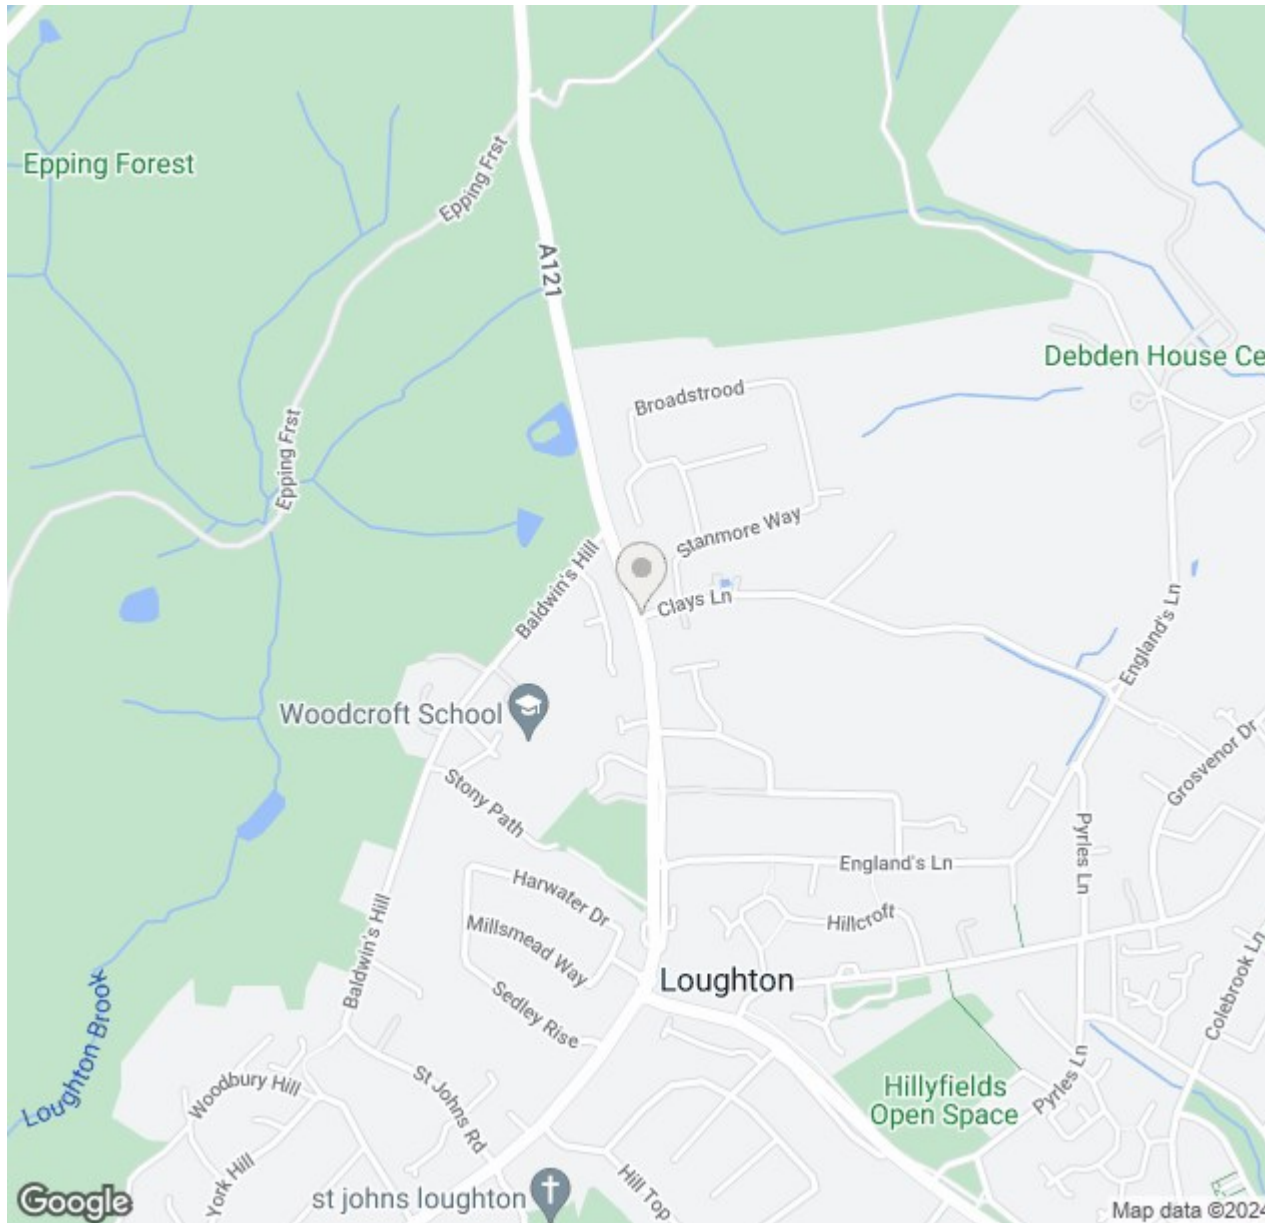 Epping Forest
Epping Frst
A121
Debden House Ce
Broadstrood
Epping Frst
Stanmore Way
Baldwin's Hill
Clays Ln
England's Ln
Woodcroft School
Grosvenor Dr
Stony Path
Pyrles Ln
England's Ln
Harwater Dr
Hillcroft
Millsmead Way
Baldwin's Hill
Loughton
Colebrook Ln
Sedley Rise
Loughton Brook
Woodbury Hill
St Johns Rd
Hillyfields
Open Space
Pyrles Ln
York Hill
st johns loughton
Hill Top
Google
Map data ©2024